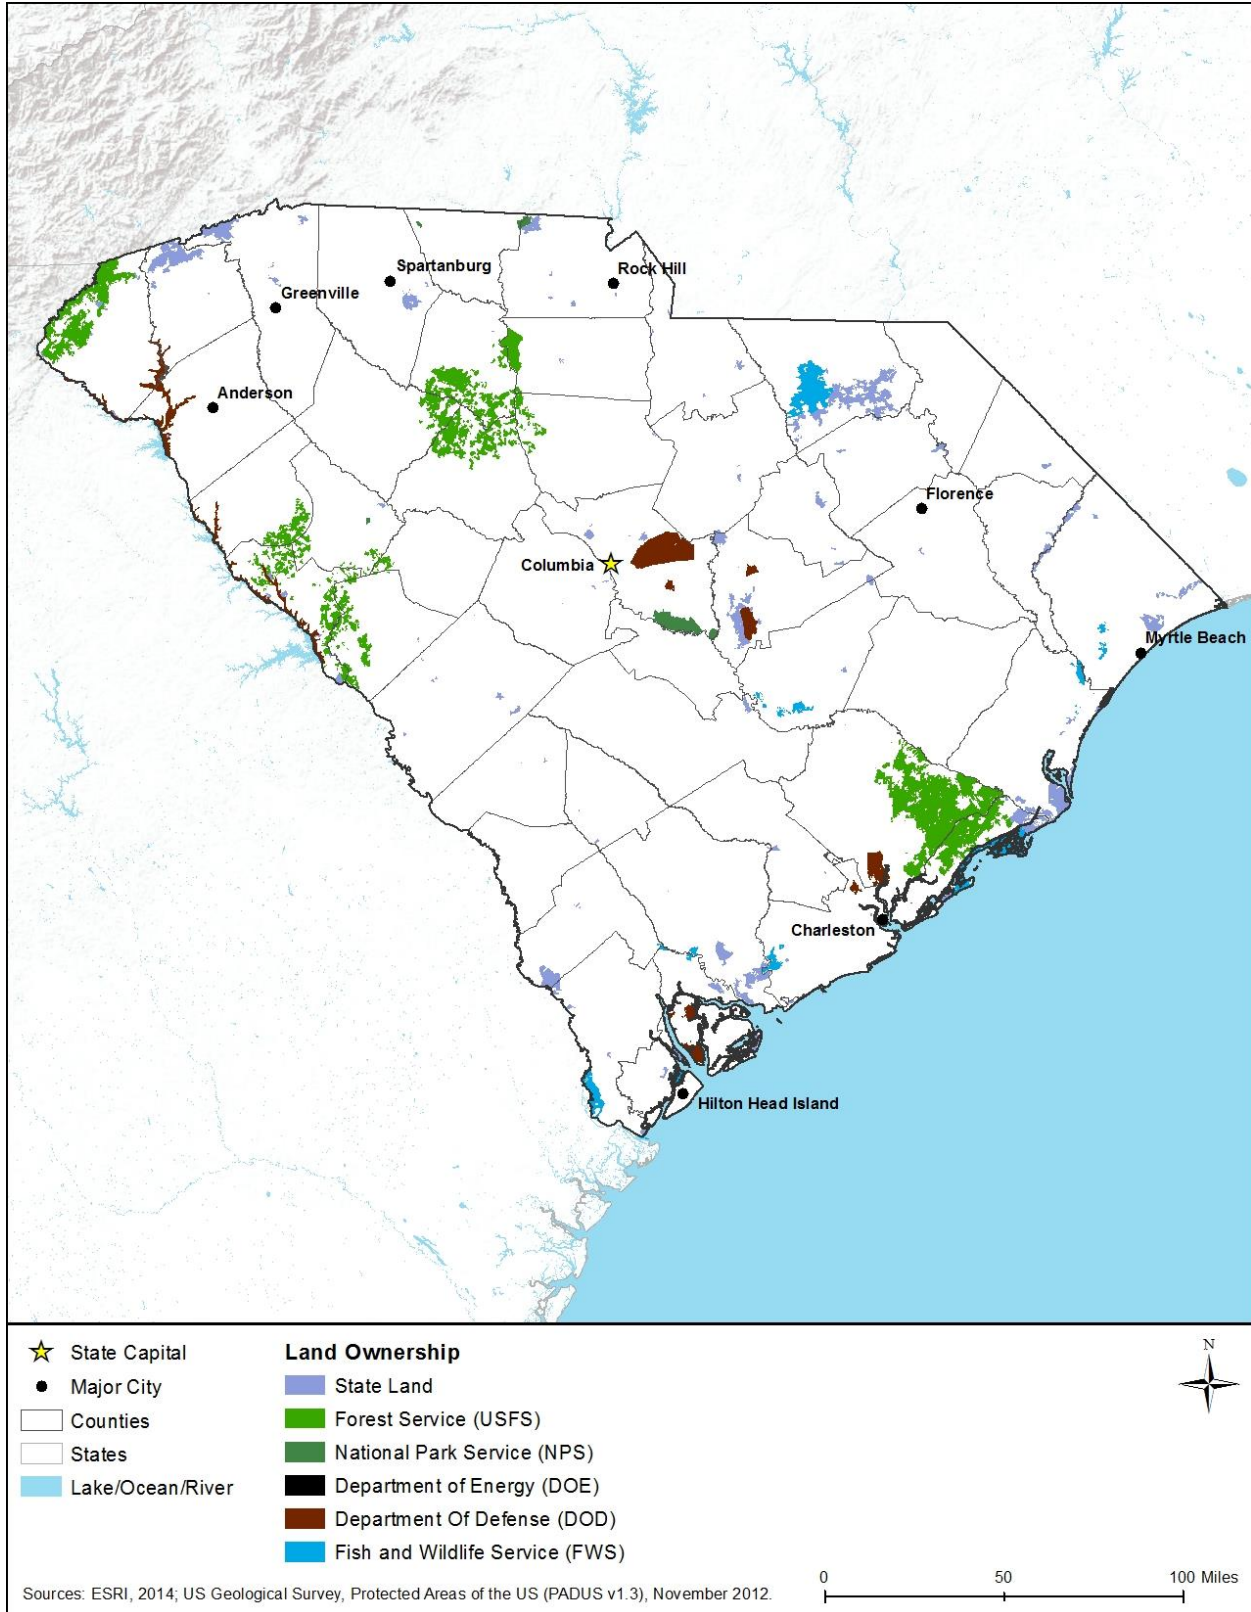 Spartanburg
Rock Hill
Greenville
Anderson
Florence
Columbia
Myrtle Beach
Charleston
Hilton Head Island
State Capital
Major City
Counties
States
Lake/Ocean/River
Land Ownership
State Land
Forest Service (USFS)
National Park Service (NPS)
Department of Energy (DOE)
Department Of Defense (DOD)
Fish and Wildlife Service (FWS)
N
0 50 100 Miles
Sources: ESRI, 2014; US Geological Survey, Protected Areas of the US (PADUS v1.3), November 2012.